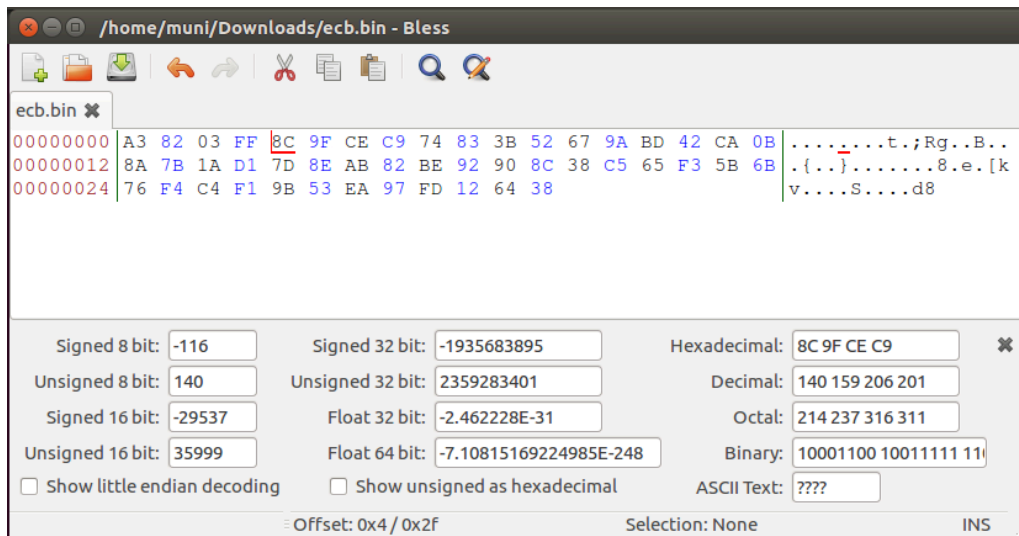 /home/muni/Downloads/ecb.bin - Bless
ecb.bin
00000000 A3 82 03 FF 8C 9F CE C9 74 83 3B 52 67 9A BD 42 CA 0B ........t.;Rg..B..
00000012 8A 7B 1A D1 7D 8E AB 82 BE 92 90 8C 38 C5 65 F3 5B 6B .{..}.......8.e.[k
00000024 76 F4 C4 F1 9B 53 EA 97 FD 12 64 38 v....S....d8
Signed 8 bit: -116 Signed 32 bit: -1935683895 Hexadecimal: 8C 9F CE C9
Unsigned 8 bit: 140 Unsigned 32 bit: 2359283401 Decimal: 140 159 206 201
Signed 16 bit: -29537 Float 32 bit: -2.462228E-31 Octal: 214 237 316 311
Unsigned 16 bit: 35999 Float 64 bit: -7.10815169224985E-248 Binary: 10001100 10011111 11
Show little endian decoding Show unsigned as hexadecimal ASCII Text: ????
Offset: 0x4 / 0x2f Selection: None INS